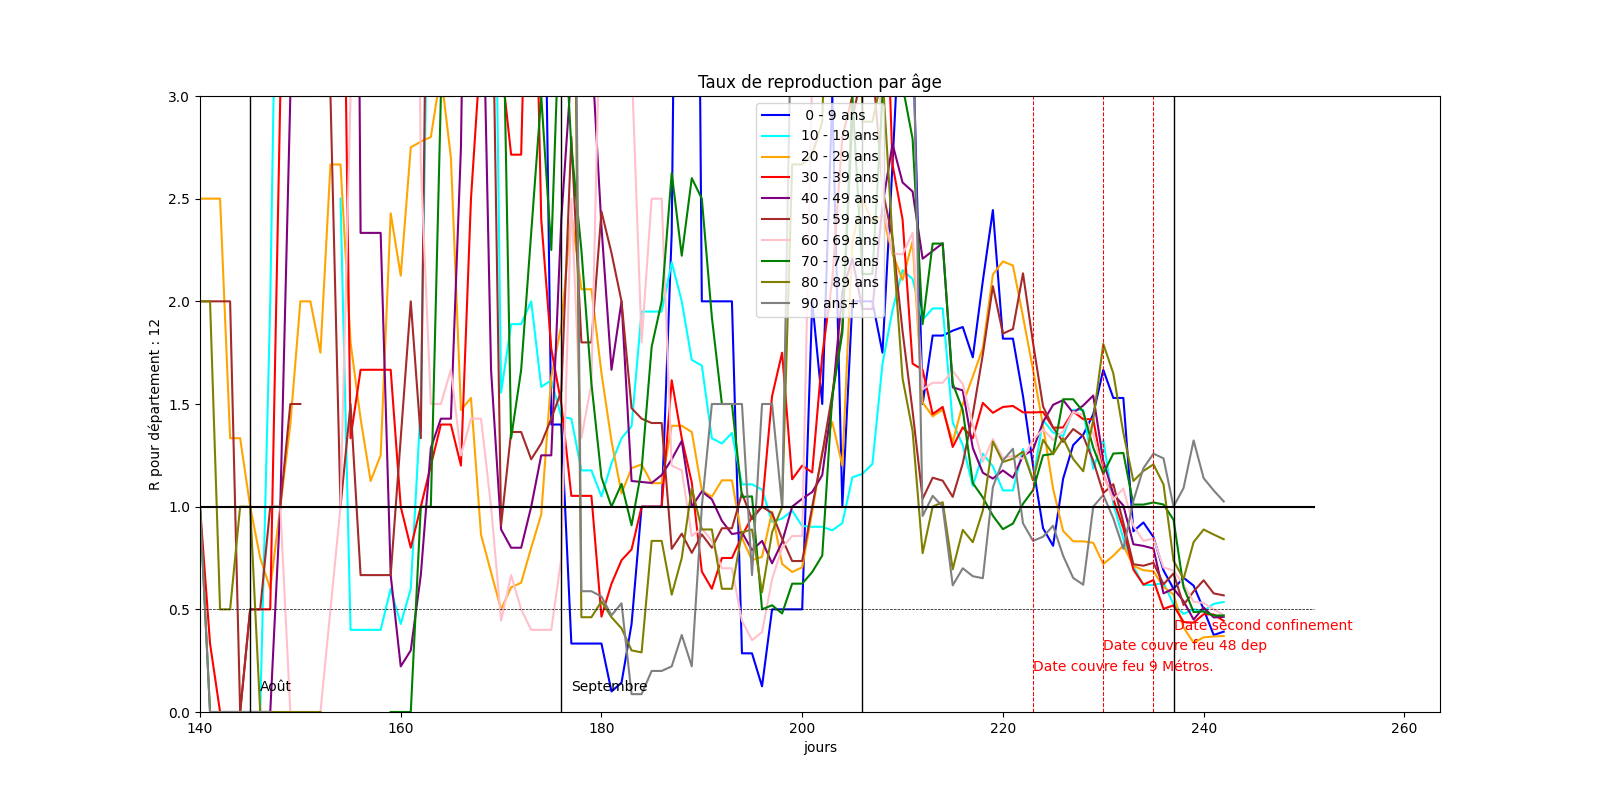 Taux de reproduction par âge
R pour département : 12
3.0
2.5
2.0
1.5
1.0
0.5
0.0
0 - 9 ans
10 - 19 ans
20 - 29 ans
30 - 39 ans
40 - 49 ans
50 - 59 ans
60 - 69 ans
70 - 79 ans
80 - 89 ans
90 ans+
Date second confinement
Date couvre feu 48 dep
Date couvre feu 9 Métros.
Août
Septembre
140
160
180
200
220
240
260
jours